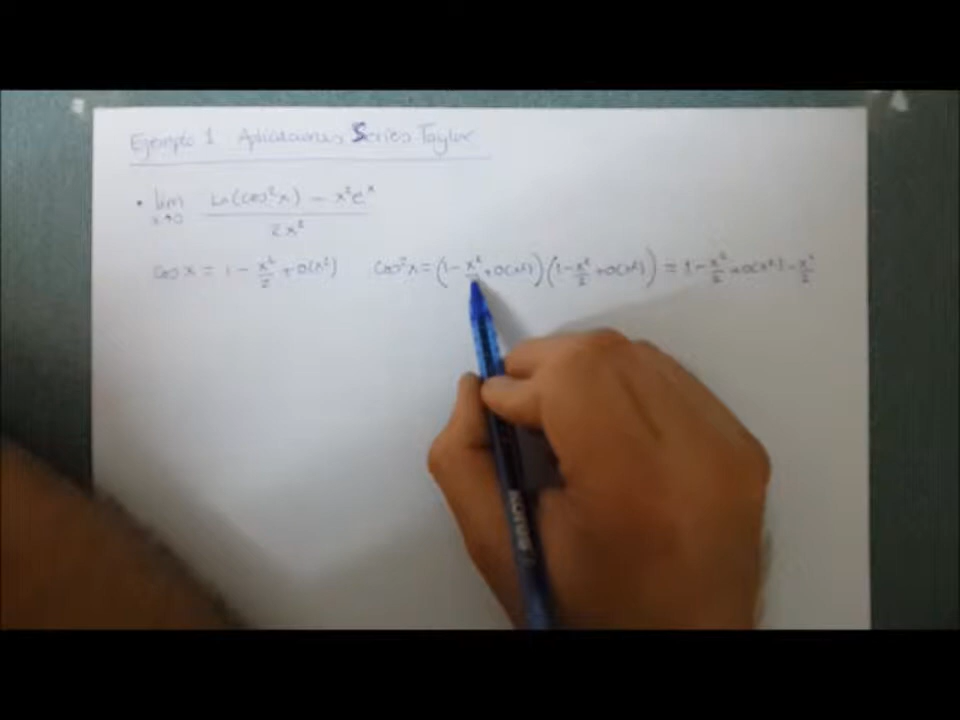 Ejemplo 1 Aplicaciones Series Taylor
• lim x→0 (Ln(cos²x) - x²eˣ) / 2x²
cos x = 1 - x²/2 + o(x²) cos²x = (1 - x²/2 + o(x²))(1 - x²/2 + o(x²)) = 1 - x²/2 + o(x²) - x²/2